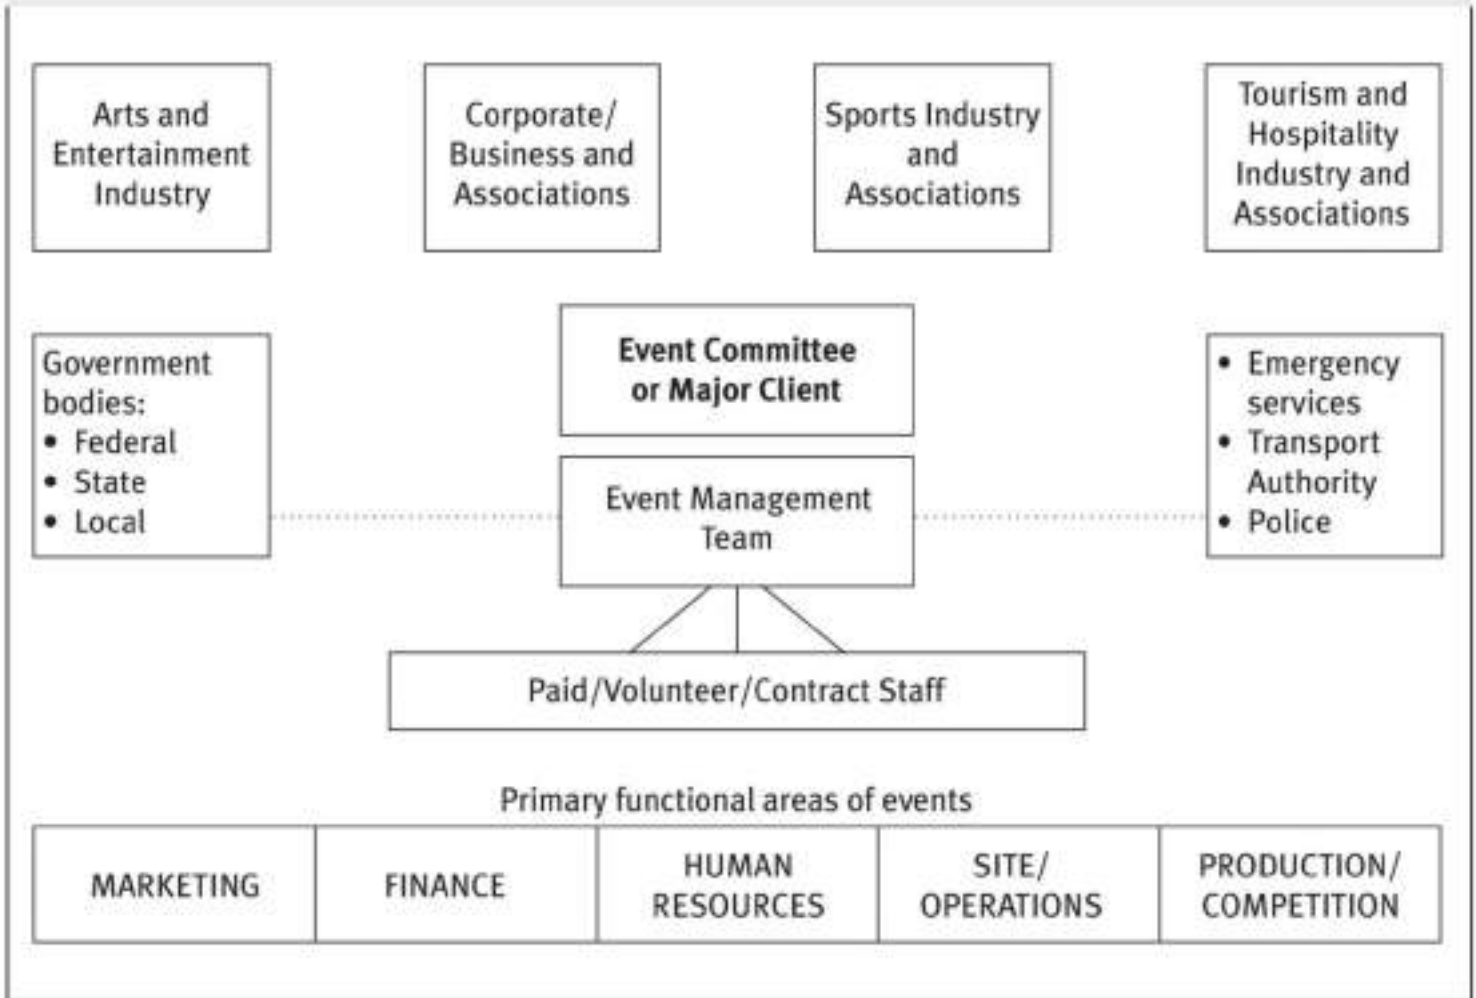 Arts and
Entertainment
Industry
Corporate/
Business and
Associations
Sports Industry
and
Associations
Tourism and
Hospitality
Industry and
Associations
Government
bodies:
• Federal
• State
• Local
Event Committee
or Major Client
Event Management
Team
• Emergency
services
• Transport
Authority
• Police
Paid/Volunteer/Contract Staff
Primary functional areas of events
MARKETING
FINANCE
HUMAN
RESOURCES
SITE/
OPERATIONS
PRODUCTION/
COMPETITION